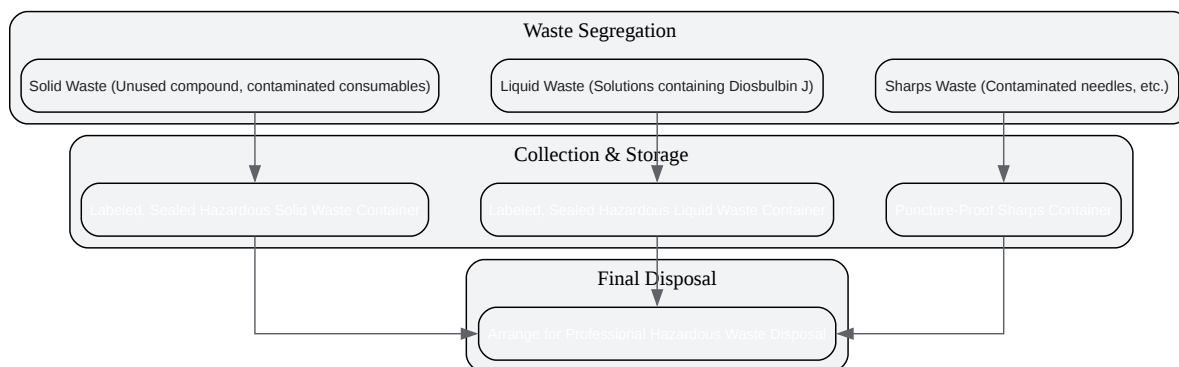 Waste Segregation
Solid Waste (Unused compound, contaminated consumables)
Liquid Waste (Solutions containing Diosbulbin J)
Sharps Waste (Contaminated needles, etc.)
Collection & Storage
Labeled, Sealed Hazardous Solid Waste Container
Labeled, Sealed Hazardous Liquid Waste Container
Puncture-Proof Sharps Container
Final Disposal
Arrange for Professional Hazardous Waste Disposal